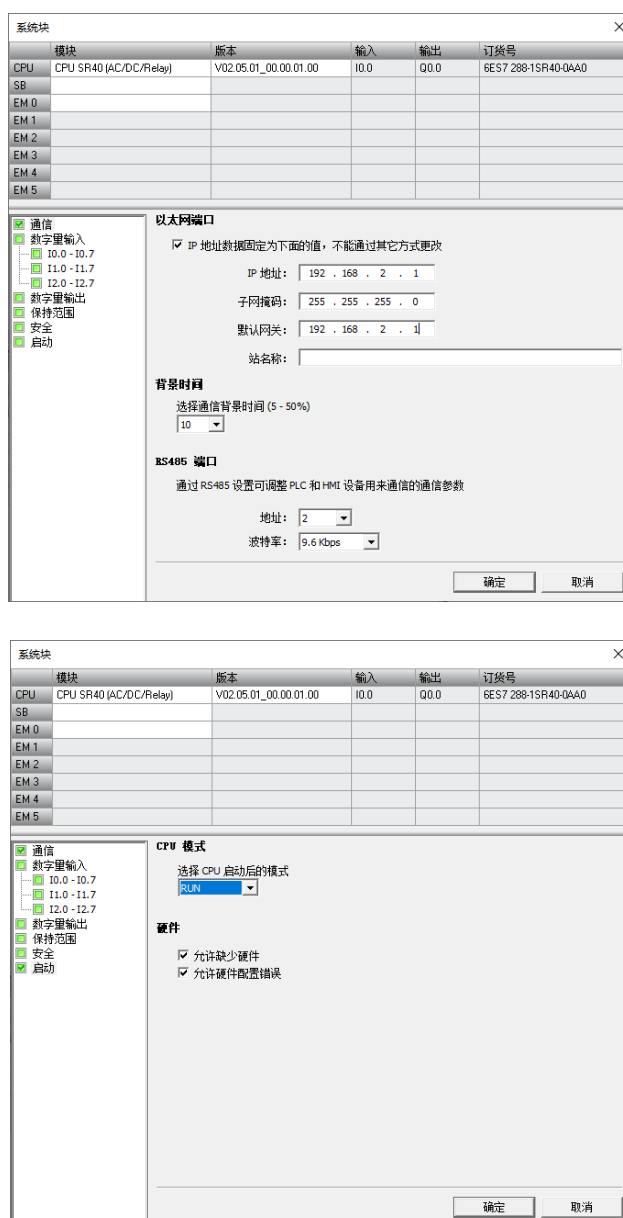 系统块
模块 版本 输入 输出 订货号
CPU CPU SR40 (AC/DC/Relay) V02.05.01_00.00.01.00 I0.0 Q0.0 6ES7 288-1SR40-0AA0
SB
EM 0
EM 1
EM 2
EM 3
EM 4
EM 5
通信
数字量输入
I0.0 - I0.7
I1.0 - I1.7
I2.0 - I2.7
数字量输出
保持范围
安全
启动
以太网端口
IP 地址数据固定为下面的值，不能通过其它方式更改
IP 地址： 192 . 168 . 2 . 1
子网掩码： 255 . 255 . 255 . 0
默认网关： 192 . 168 . 2 . 1
站名称：
背景时间
选择通信背景时间 (5 - 50%)
10
RS485 端口
通过 RS485 设置可调整 PLC 和 HMI 设备用来通信的通信参数
地址： 2
波特率： 9.6 Kbps
确定 取消
系统块
模块 版本 输入 输出 订货号
CPU CPU SR40 (AC/DC/Relay) V02.05.01_00.00.01.00 I0.0 Q0.0 6ES7 288-1SR40-0AA0
SB
EM 0
EM 1
EM 2
EM 3
EM 4
EM 5
通信
数字量输入
I0.0 - I0.7
I1.0 - I1.7
I2.0 - I2.7
数字量输出
保持范围
安全
启动
CPU 模式
选择 CPU 启动后的模式
RUN
硬件
允许缺少硬件
允许硬件配置错误
确定 取消